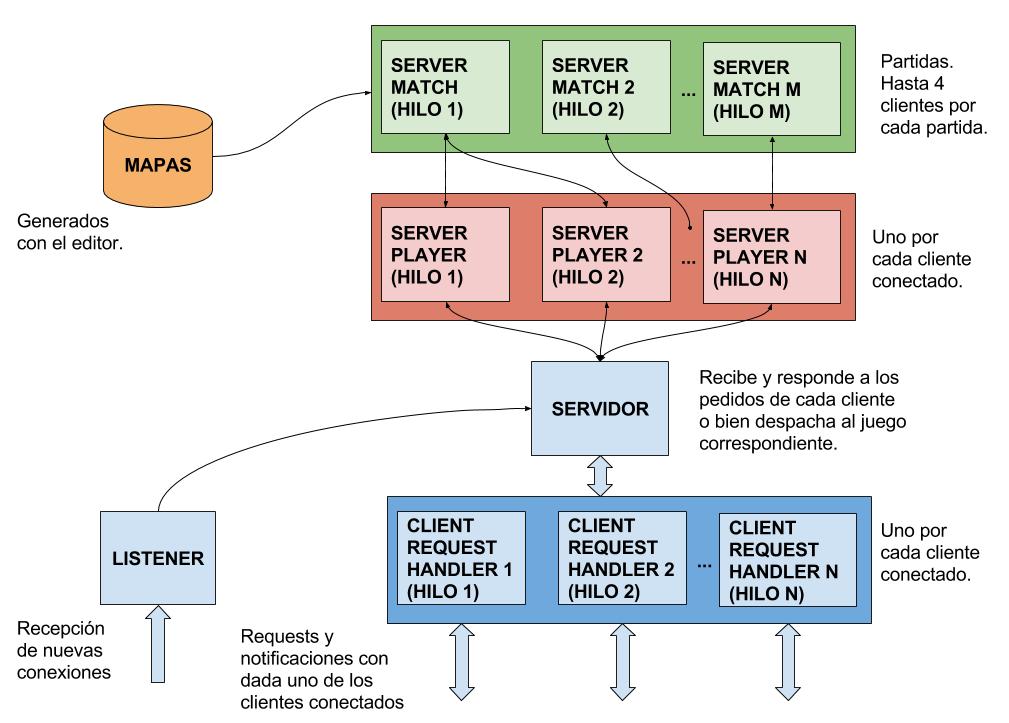 SERVER
MATCH
(HILO 1)
SERVER
MATCH 2
(HILO 2)
...
SERVER
MATCH M
(HILO M)
Partidas.
Hasta 4
clientes por
cada partida.
MAPAS
Generados
con el editor.
SERVER
PLAYER
(HILO 1)
SERVER
PLAYER 2
(HILO 2)
...
SERVER
PLAYER N
(HILO N)
Uno por
cada cliente
conectado.
SERVIDOR
Recibe y responde a los
pedidos de cada cliente
o bien despacha al juego
correspondiente.
LISTENER
Recepción
de nuevas
conexiones
CLIENT
REQUEST
HANDLER 1
(HILO 1)
CLIENT
REQUEST
HANDLER 2
(HILO 2)
...
CLIENT
REQUEST
HANDLER N
(HILO N)
Uno por
cada cliente
conectado.
Requests y
notificaciones con
dada uno de los
clientes conectados